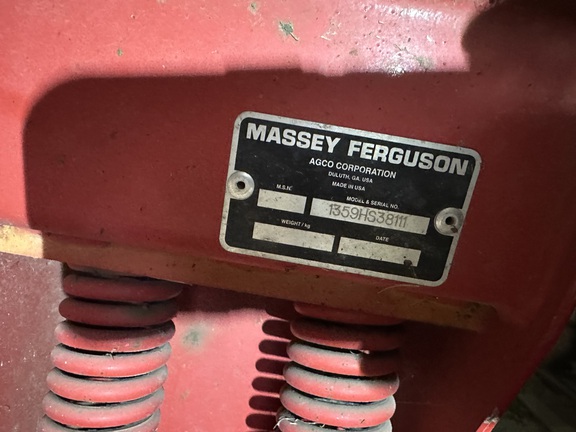 MASSEY FERGUSON
AGCO CORPORATION
DULUTH, GA. USA
MADE IN USA
M.S.N. MODEL & SERIAL NO.
1359HS38111
WEIGHT/kg DATE